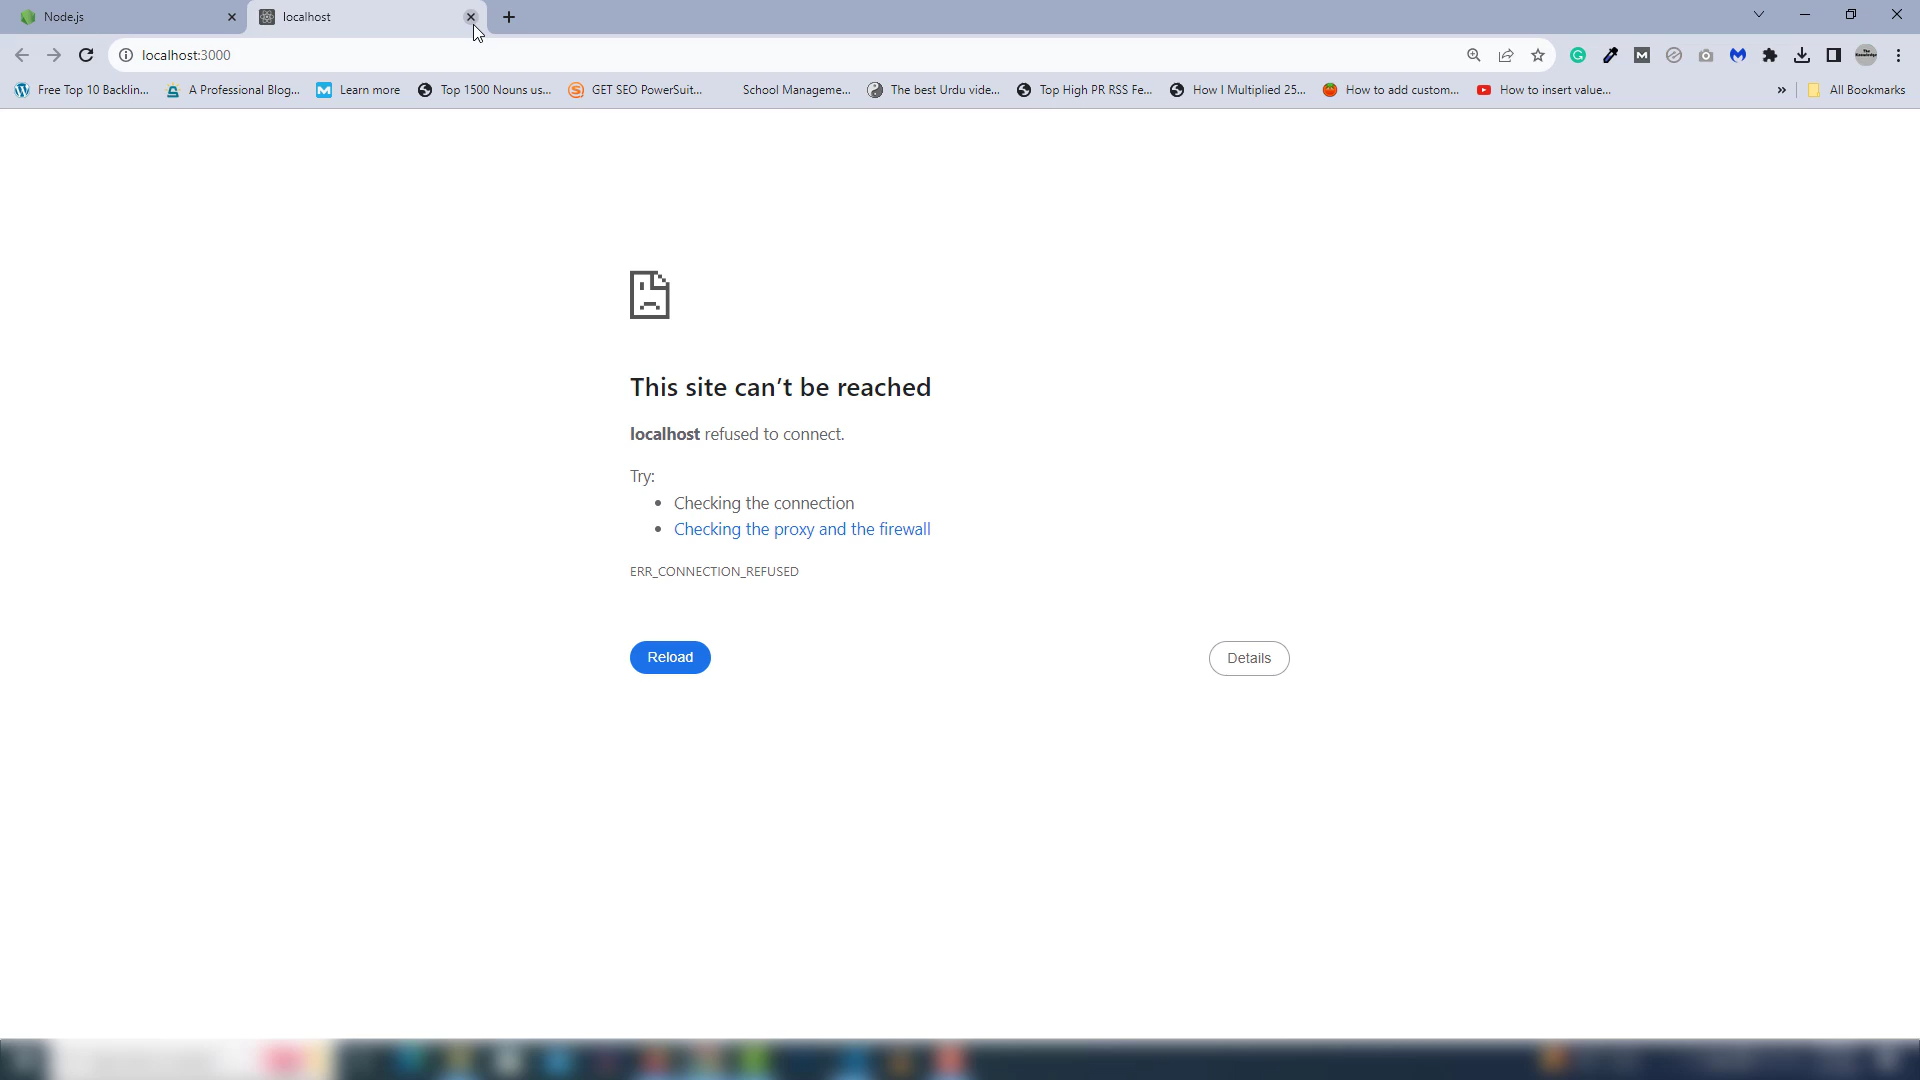 Node.js
localhost
localhost:3000
Free Top 10 Backlin...
A Professional Blog...
Learn more
Top 1500 Nouns us...
GET SEO PowerSuit...
School Manageme...
The best Urdu vide...
Top High PR RSS Fe...
How I Multiplied 25...
How to add custom...
How to insert value...
»
All Bookmarks
This site can’t be reached
localhost refused to connect.
Try:
• Checking the connection
• Checking the proxy and the firewall
ERR_CONNECTION_REFUSED
Reload
Details